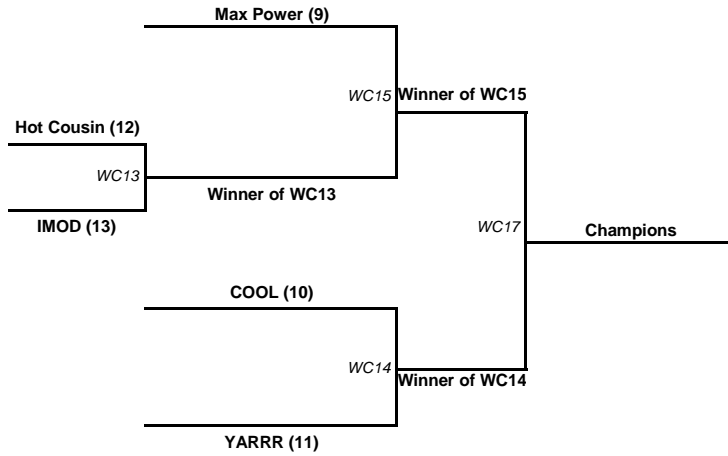 Max Power (9)
WC15
Winner of WC15
Hot Cousin (12)
WC13
Winner of WC13
IMOD (13)
WC17
Champions
COOL (10)
WC14
Winner of WC14
YARRR (11)